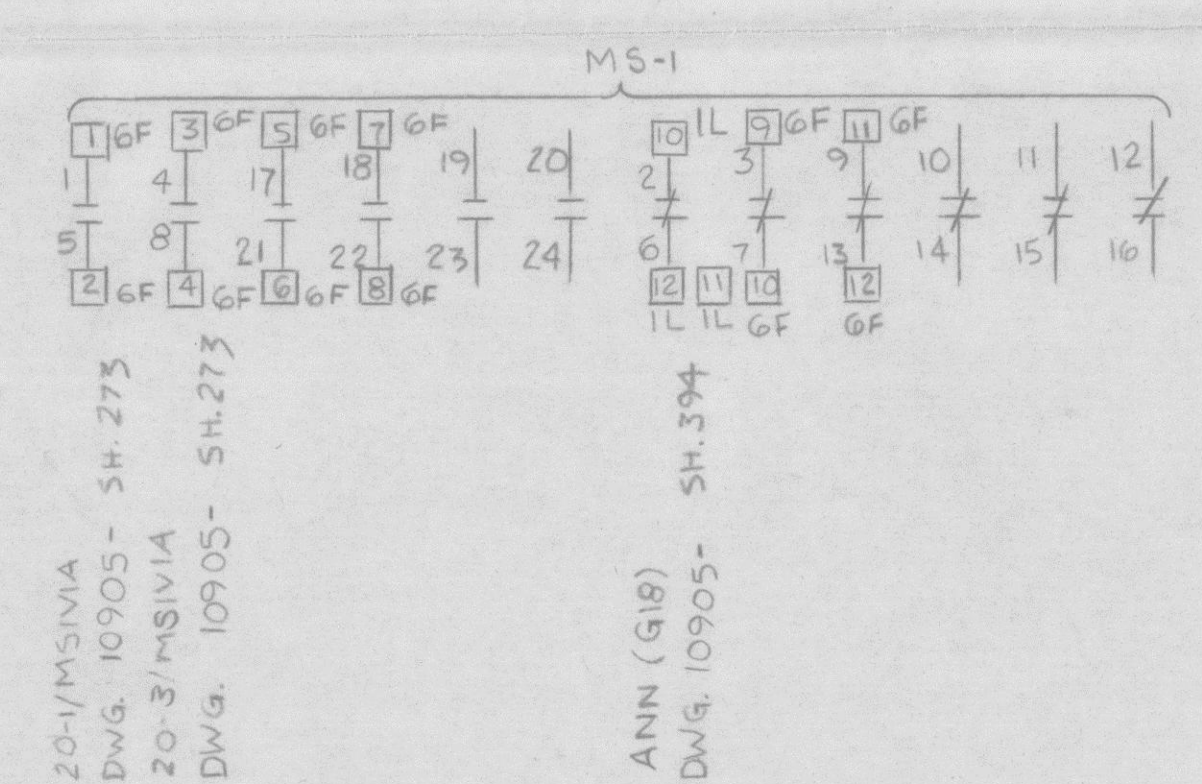 MS-1
1 6F 3 6F 5 6F 7 6F 10 1L 9 6F 11 6F
1 4 17 18 19 20 2 3 9 10 11 12
5 8 21 22 23 24 6 7 13 14 15 16
2 6F 4 6F 6 6F 8 6F 12 11 10 12
1L 1L 6F 6F
20-1/MSIVIA
DWG. 10905- SH. 273
20-3/MSIVIA
DWG. 10905- SH. 273
ANN (G18)
DWG. 10905- SH. 394